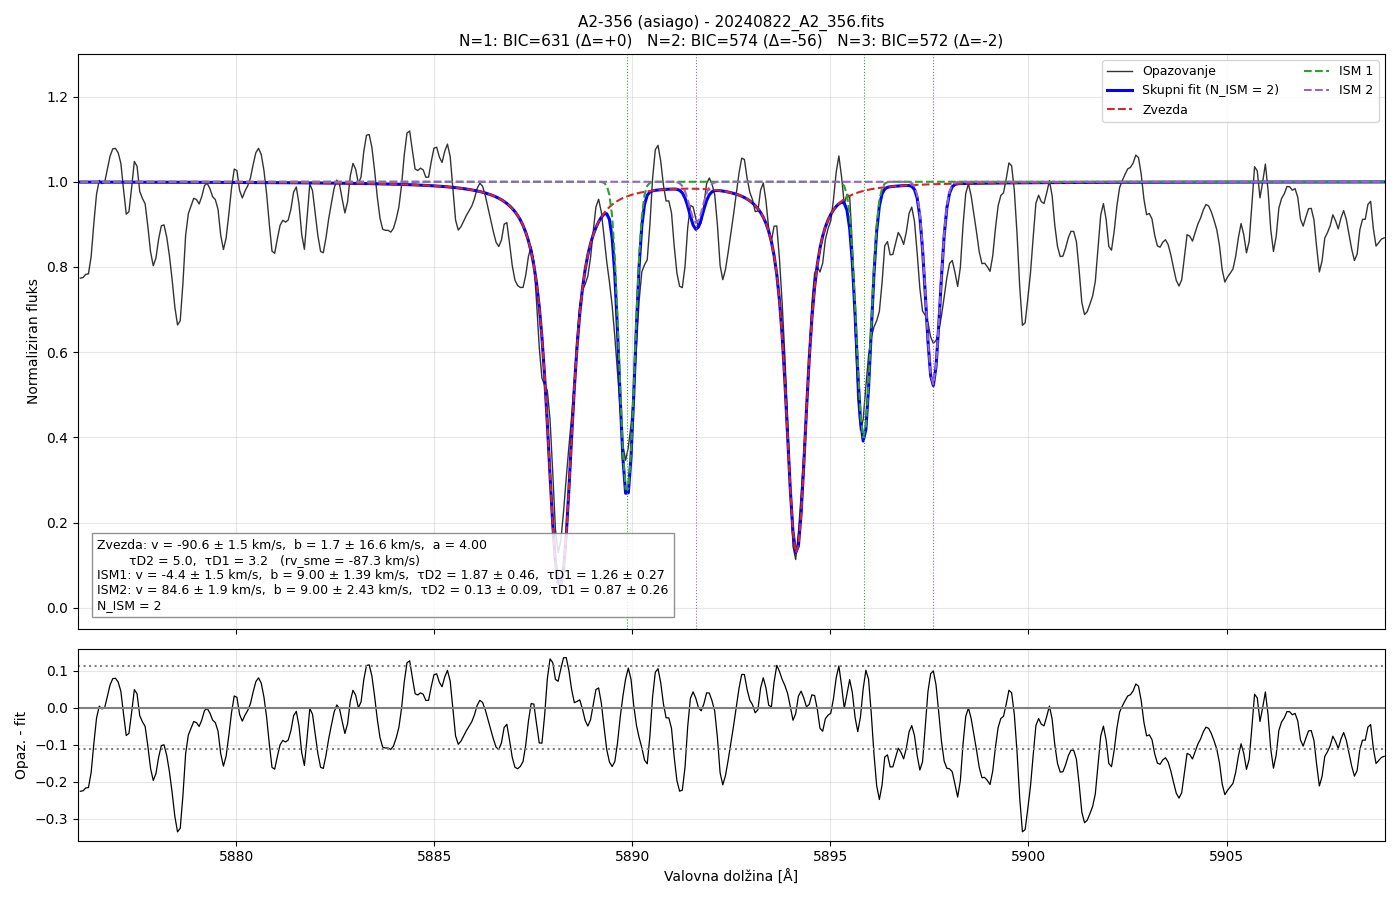 A2-356 (asiago) - 20240822_A2_356.fits
N=1: BIC=631 (Δ=+0)   N=2: BIC=574 (Δ=-56)   N=3: BIC=572 (Δ=-2)
Opazovanje
Skupni fit (N_ISM = 2)
Zvezda
ISM 1
ISM 2
Normaliziran fluks
1.2
1.0
0.8
0.6
0.4
0.2
0.0
Zvezda: v = -90.6 ± 1.5 km/s,  b = 1.7 ± 16.6 km/s,  a = 4.00
τD2 = 5.0,  τD1 = 3.2   (rv_sme = -87.3 km/s)
ISM1: v = -4.4 ± 1.5 km/s,  b = 9.00 ± 1.39 km/s,  τD2 = 1.87 ± 0.46,  τD1 = 1.26 ± 0.27
ISM2: v = 84.6 ± 1.9 km/s,  b = 9.00 ± 2.43 km/s,  τD2 = 0.13 ± 0.09,  τD1 = 0.87 ± 0.26
N_ISM = 2
Opaz. - fit
0.1
0.0
−0.1
−0.2
−0.3
5880
5885
5890
5895
5900
5905
Valovna dolžina [Å]